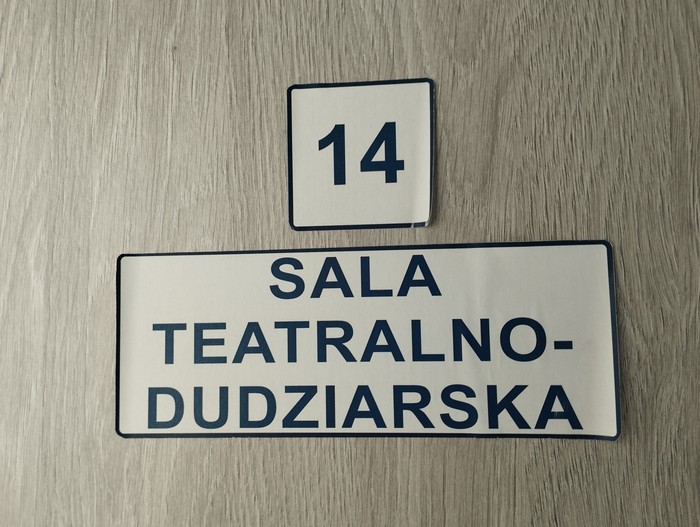 14
SALA
TEATRALNO-
DUDZIARSKA